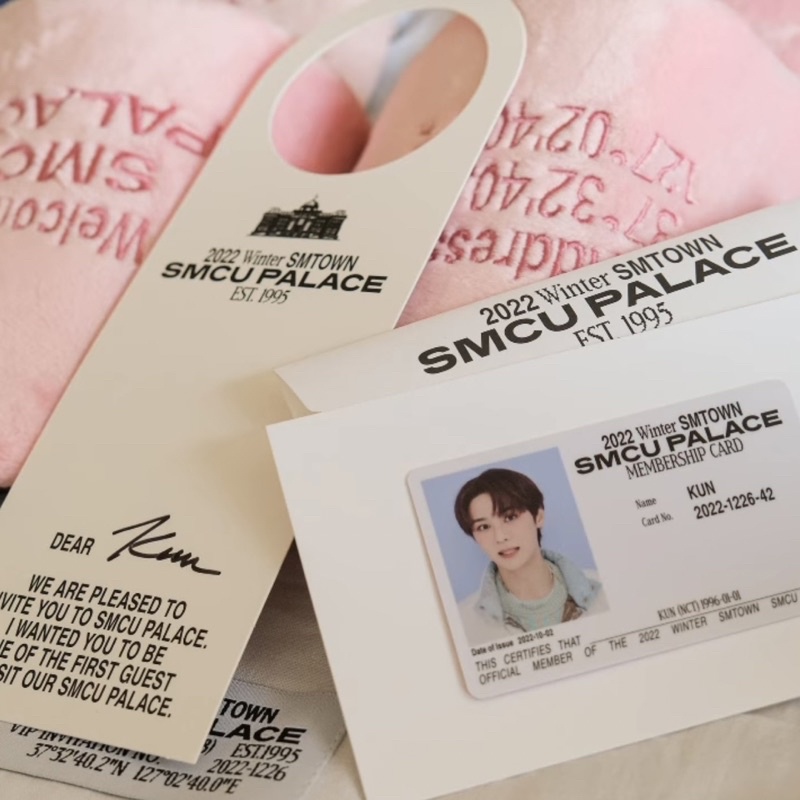 Welcom
SMC
PALAC
Address
37°32'40.
127°02'40.
2022 Winter SMTOWN
SMCU PALACE
EST. 1995
DEAR Kun
WE ARE PLEASED TO
VITE YOU TO SMCU PALACE.
I WANTED YOU TO BE
E OF THE FIRST GUEST
SIT OUR SMCU PALACE.
2022 Winter SMTOWN
SMCU PALACE
EST. 1995
2022 Winter SMTOWN
SMCU PALACE
MEMBERSHIP CARD
Name KUN
Card No. 2022-1226-42
KUN (NCT) 1996-01-01
Date of Issue 2022-10-02
THIS CERTIFIES THAT
OFFICIAL MEMBER OF THE 2022 WINTER SMTOWN SMCU
TOWN
LACE
EST.1995
VIP INVITATION NO. 2022-1226
37°32'40.2"N 127°02'40.0"E